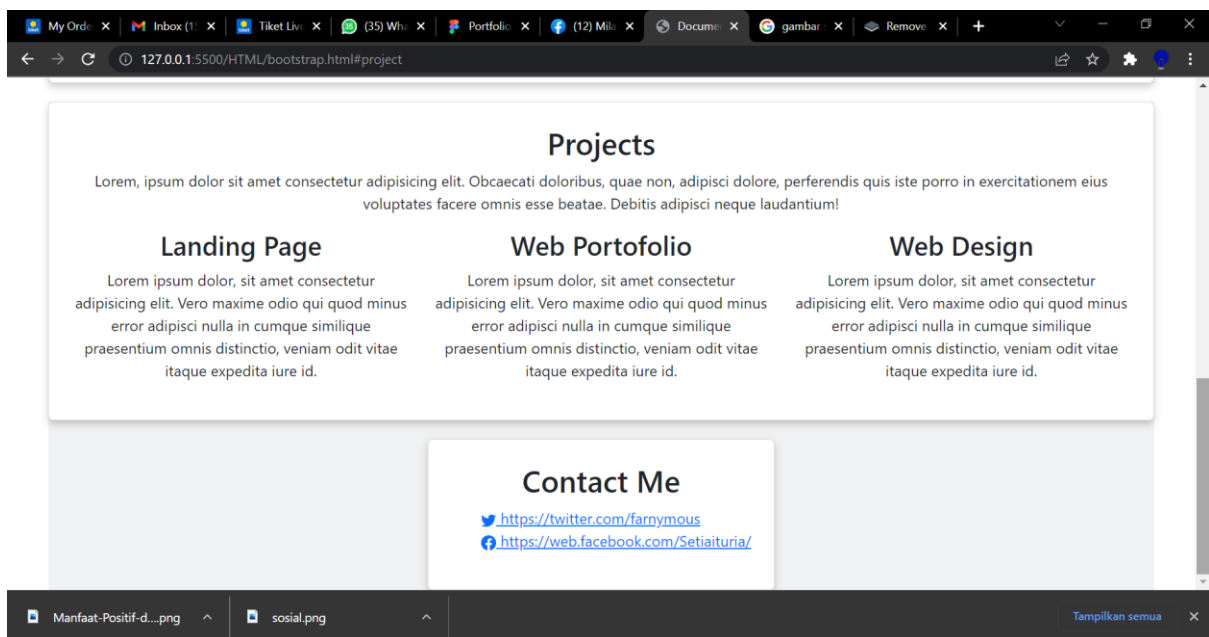 My Orde
Inbox (1
Tiket Live
(35) Wha
Portfolio
(12) Mila
Docume
gambar
Remove
127.0.0.1:5500/HTML/bootstrap.html#project
Projects
Lorem, ipsum dolor sit amet consectetur adipisicing elit. Obcaecati doloribus, quae non, adipisci dolore, perferendis quis iste porro in exercitationem eius
voluptates facere omnis esse beatae. Debitis adipisci neque laudantium!
Landing Page
Lorem ipsum dolor, sit amet consectetur
adipisicing elit. Vero maxime odio qui quod minus
error adipisci nulla in cumque similique
praesentium omnis distinctio, veniam odit vitae
itaque expedita iure id.
Web Portofolio
Lorem ipsum dolor, sit amet consectetur
adipisicing elit. Vero maxime odio qui quod minus
error adipisci nulla in cumque similique
praesentium omnis distinctio, veniam odit vitae
itaque expedita iure id.
Web Design
Lorem ipsum dolor, sit amet consectetur
adipisicing elit. Vero maxime odio qui quod minus
error adipisci nulla in cumque similique
praesentium omnis distinctio, veniam odit vitae
itaque expedita iure id.
Contact Me
https://twitter.com/farnymous
https://web.facebook.com/Setiaituria/
Manfaat-Positif-d....png
sosial.png
Tampilkan semua